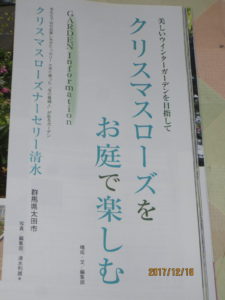 美しいウインターガーデンを目指して
クリスマスローズを
お庭で楽しむ
構成・文 編集部
GARDEN Information
クリスマスローズナーセリー清水
群馬県太田市
写真 編集部 清水利雄
2017/12/16